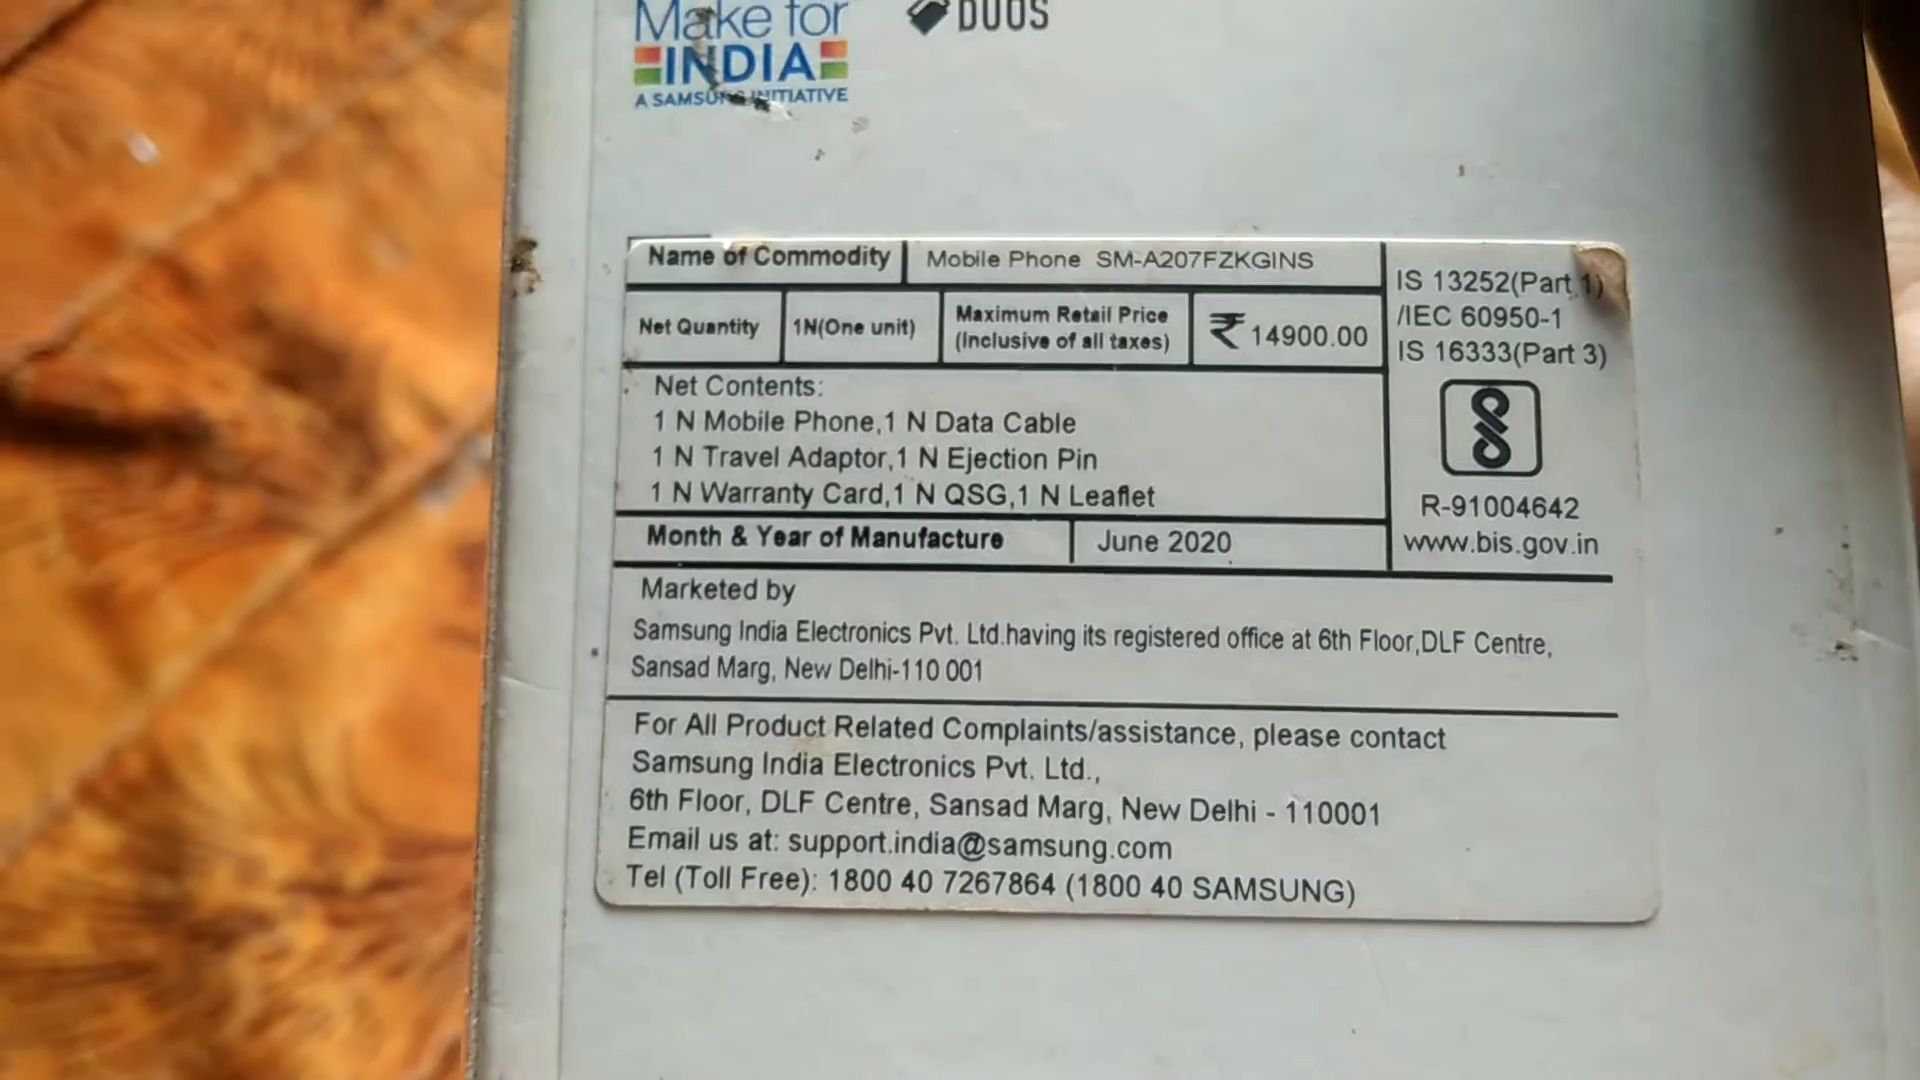 Make for
INDIA
A SAMSUNG INITIATIVE
DUOS
Name of Commodity Mobile Phone SM-A207FZKGINS
Net Quantity 1N(One unit) Maximum Retail Price (Inclusive of all taxes) ₹ 14900.00
IS 13252(Part 1)
/IEC 60950-1
IS 16333(Part 3)
R-91004642
www.bis.gov.in
Net Contents:
1 N Mobile Phone,1 N Data Cable
1 N Travel Adaptor,1 N Ejection Pin
1 N Warranty Card,1 N QSG,1 N Leaflet
Month & Year of Manufacture June 2020
Marketed by
Samsung India Electronics Pvt. Ltd.having its registered office at 6th Floor,DLF Centre,
Sansad Marg, New Delhi-110 001
For All Product Related Complaints/assistance, please contact
Samsung India Electronics Pvt. Ltd.,
6th Floor, DLF Centre, Sansad Marg, New Delhi - 110001
Email us at: support.india@samsung.com
Tel (Toll Free): 1800 40 7267864 (1800 40 SAMSUNG)